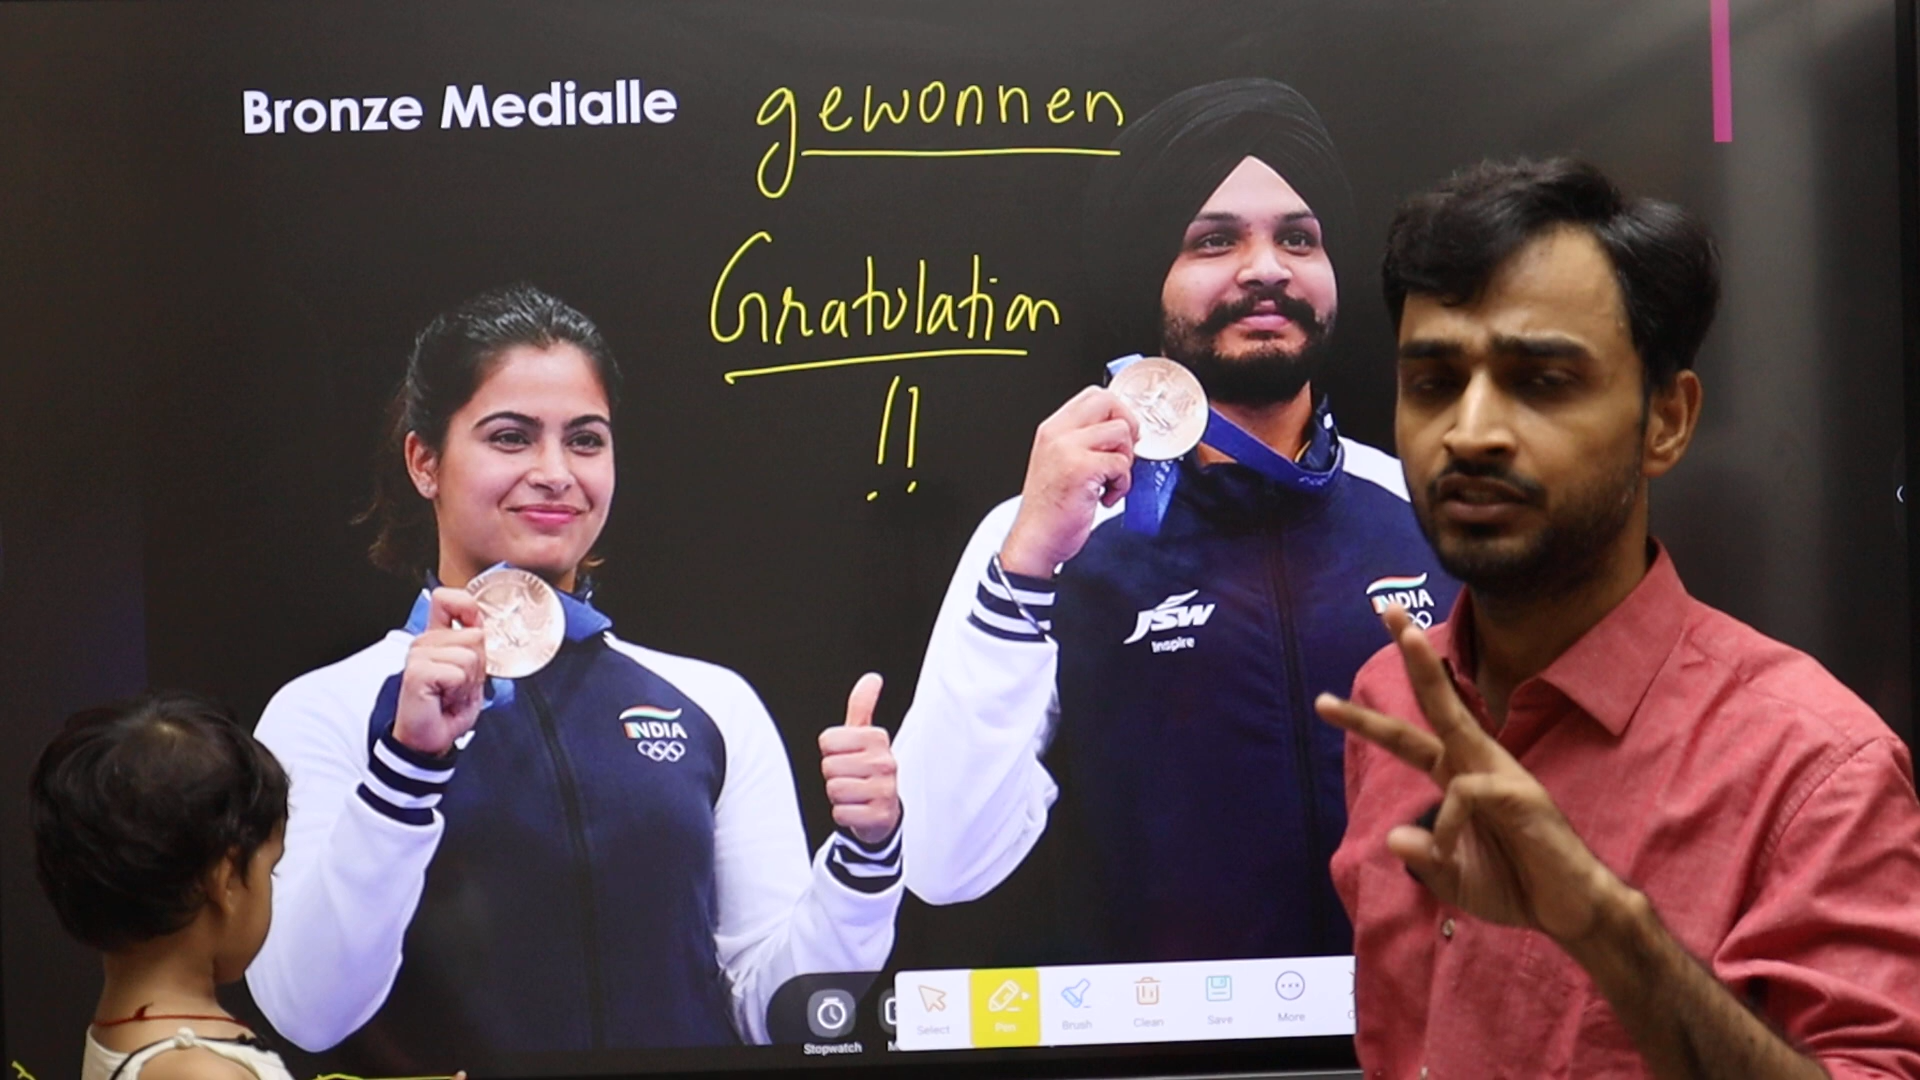 Bronze Medialle gewonnen
Gratulation
!!
JSW
Inspire
INDIA
INDIA
Stopwatch
Select
Pen
Brush
Clean
Save
More